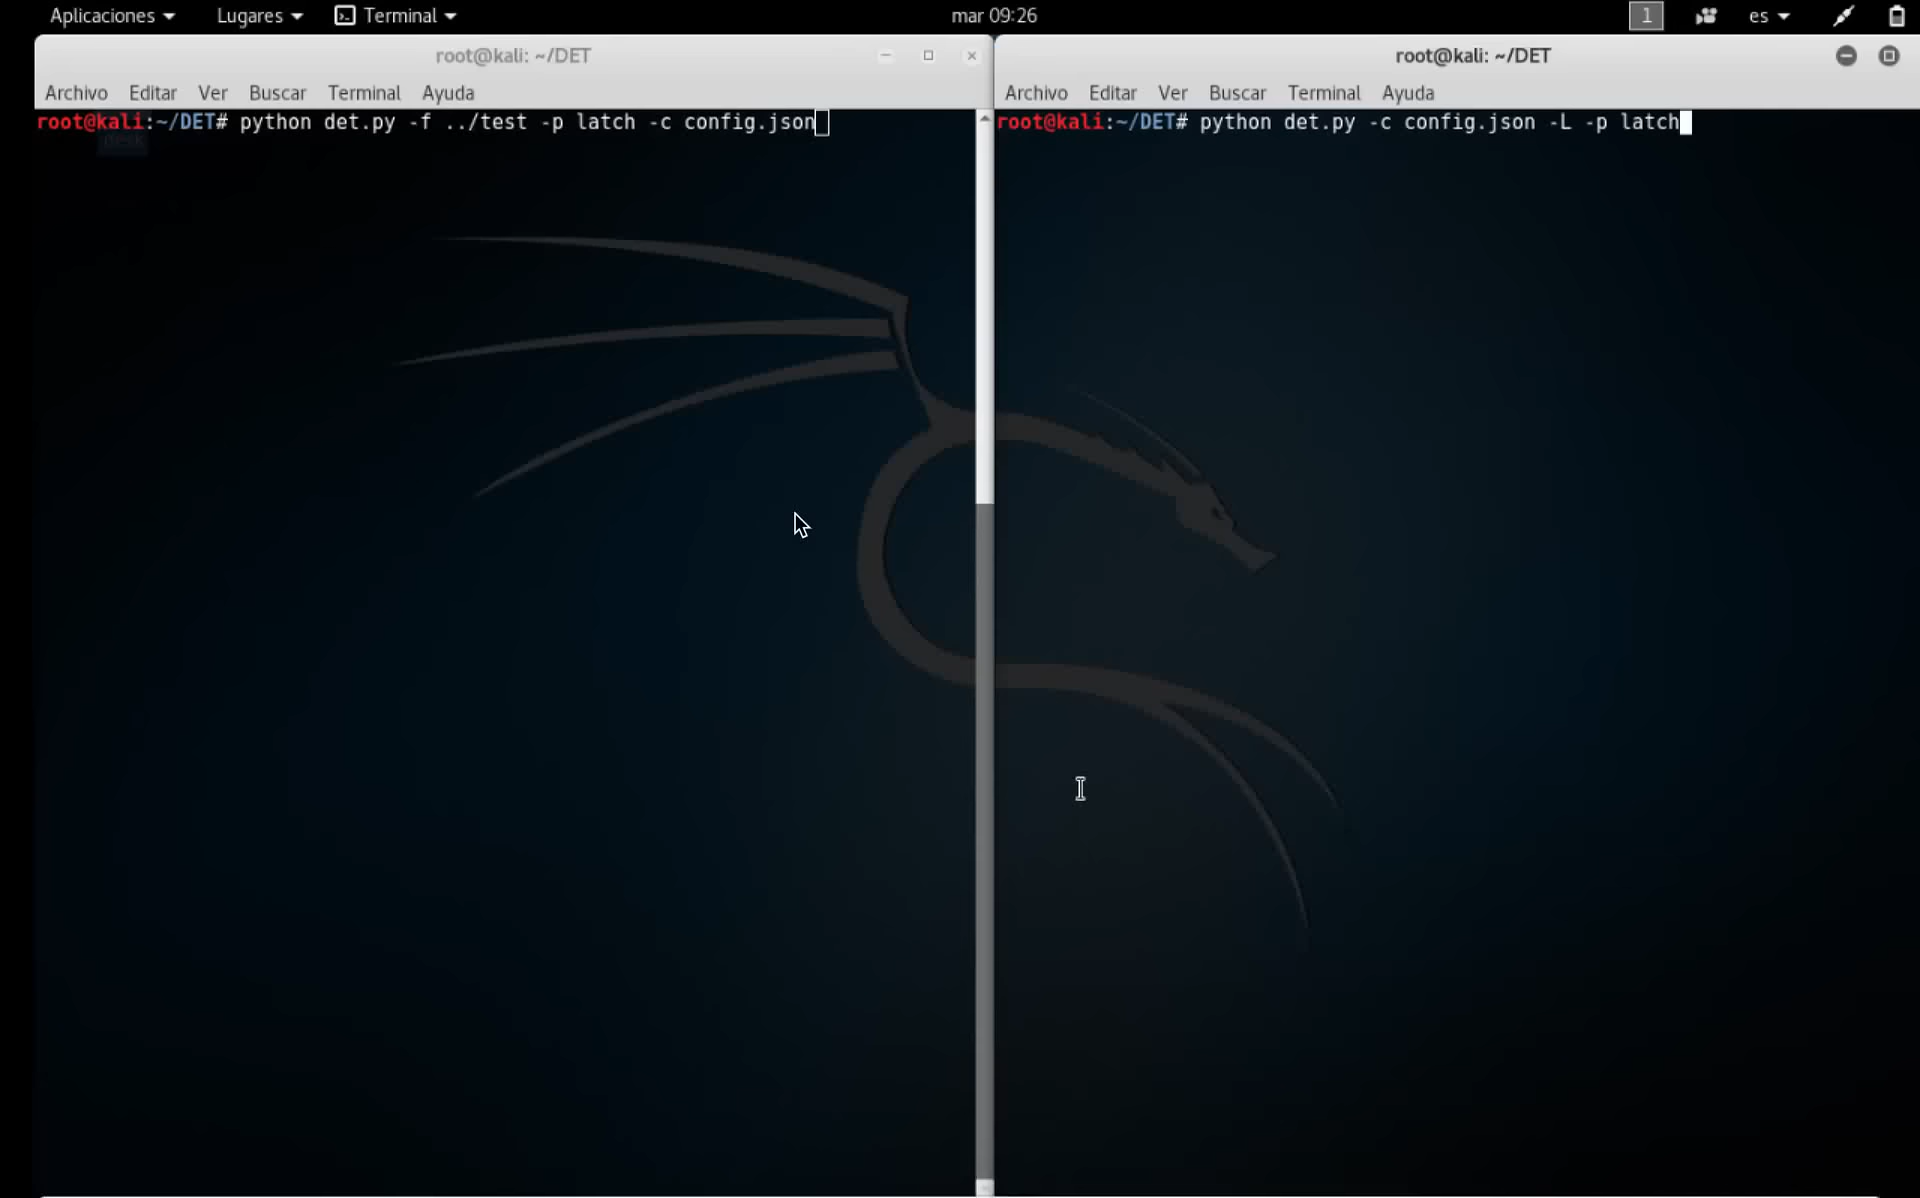 Aplicaciones Lugares Terminal mar 09:26 1 es
root@kali: ~/DET
Archivo Editar Ver Buscar Terminal Ayuda
root@kali:~/DET# python det.py -f ../test -p latch -c config.json
desk
root@kali: ~/DET
Archivo Editar Ver Buscar Terminal Ayuda
root@kali:~/DET# python det.py -c config.json -L -p latch